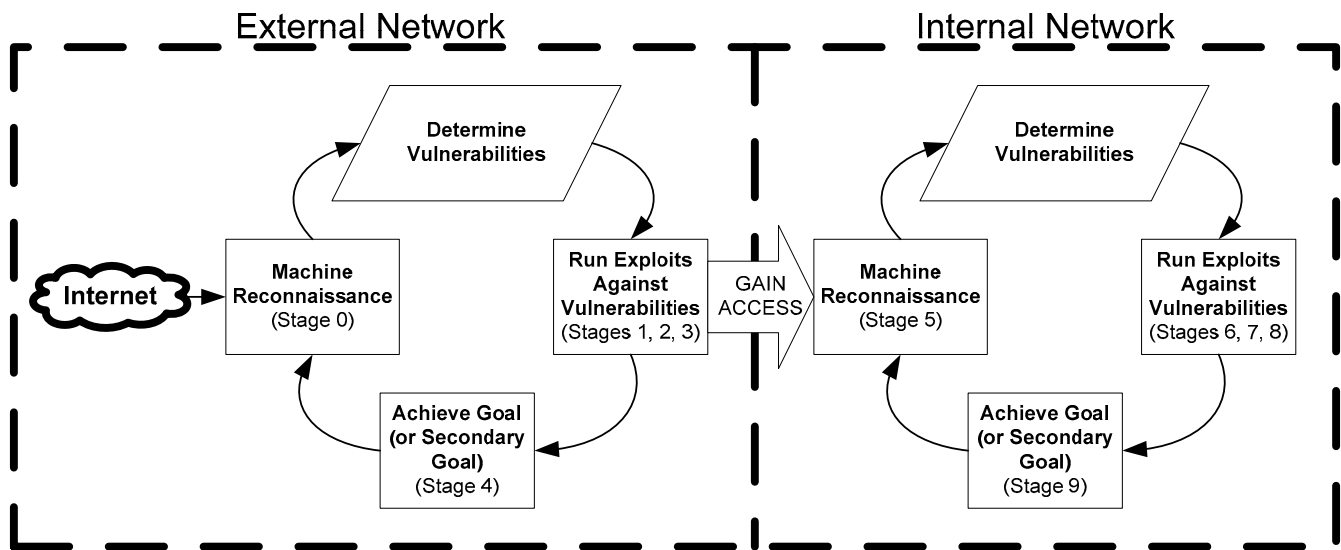 External Network
Internal Network
Determine
Vulnerabilities
Internet
Machine
Reconnaissance
(Stage 0)
Run Exploits
Against
Vulnerabilities
(Stages 1, 2, 3)
Achieve Goal
(or Secondary
Goal)
(Stage 4)
GAIN
ACCESS
Determine
Vulnerabilities
Machine
Reconnaissance
(Stage 5)
Run Exploits
Against
Vulnerabilities
(Stages 6, 7, 8)
Achieve Goal
(or Secondary
Goal)
(Stage 9)